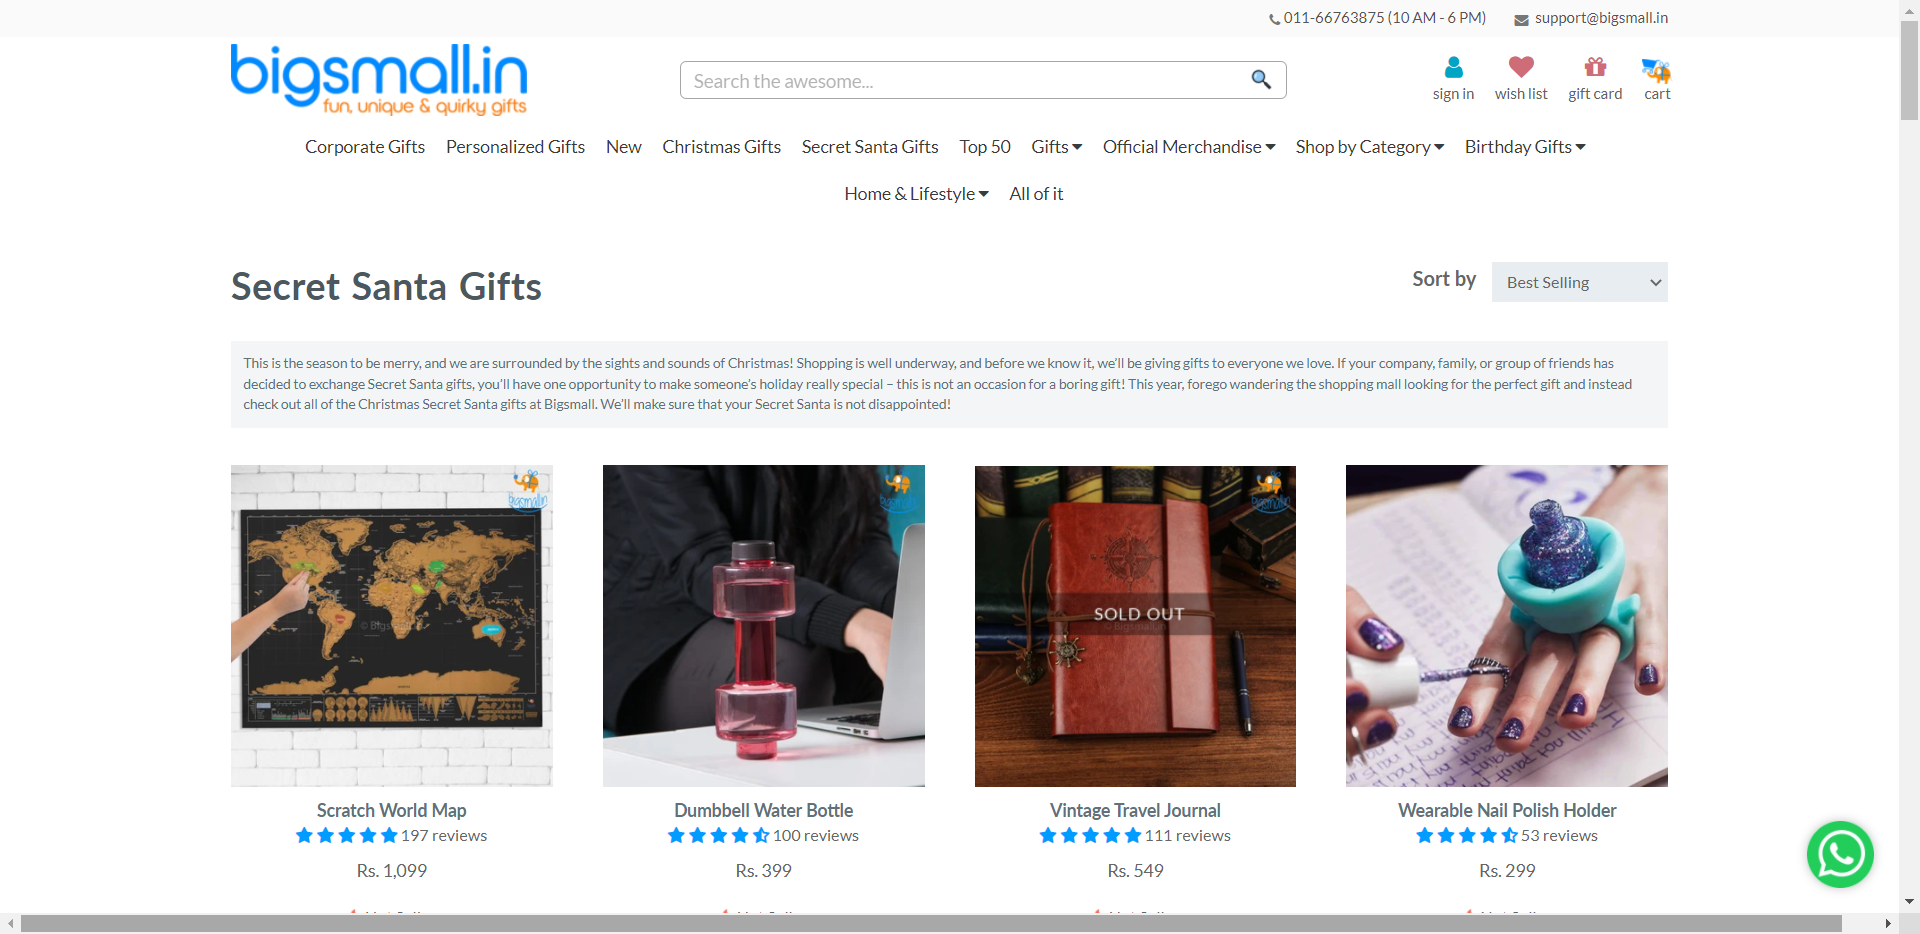 011-66763875 (10 AM - 6 PM) support@bigsmall.in
bigsmall.in
fun, unique & quirky gifts
Search the awesome...
sign in wish list gift card cart
Corporate Gifts Personalized Gifts New Christmas Gifts Secret Santa Gifts Top 50 Gifts Official Merchandise Shop by Category Birthday Gifts
Home & Lifestyle All of it
Secret Santa Gifts
Sort by Best Selling
This is the season to be merry, and we are surrounded by the sights and sounds of Christmas! Shopping is well underway, and before we know it, we'll be giving gifts to everyone we love. If your company, family, or group of friends has
decided to exchange Secret Santa gifts, you'll have one opportunity to make someone's holiday really special – this is not an occasion for a boring gift! This year, forego wandering the shopping mall looking for the perfect gift and instead
check out all of the Christmas Secret Santa gifts at Bigsmall. We'll make sure that your Secret Santa is not disappointed!
bigsmall.in bigsmall.in bigsmall.in
SOLD OUT
© Bigsmall.in
Scratch World Map Dumbbell Water Bottle Vintage Travel Journal Wearable Nail Polish Holder
197 reviews 100 reviews 111 reviews 53 reviews
Rs. 1,099 Rs. 399 Rs. 549 Rs. 299